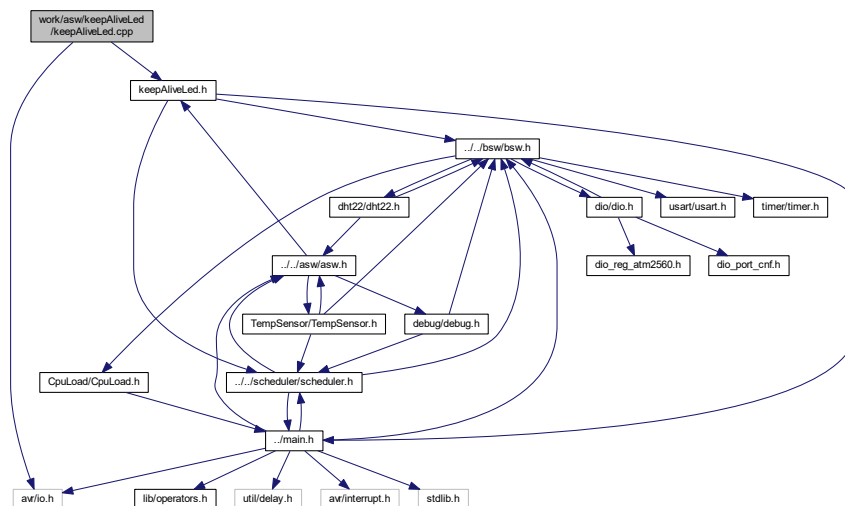 work/asw/keepAliveLed
/keepAliveLed.cpp
keepAliveLed.h
../../bsw/bsw.h
dht22/dht22.h
dio/dio.h
usart/usart.h
timer/timer.h
../../asw/asw.h
dio_reg_atm2560.h
dio_port_cnf.h
TempSensor/TempSensor.h
debug/debug.h
CpuLoad/CpuLoad.h
../../scheduler/scheduler.h
../main.h
avr/io.h
lib/operators.h
util/delay.h
avr/interrupt.h
stdlib.h